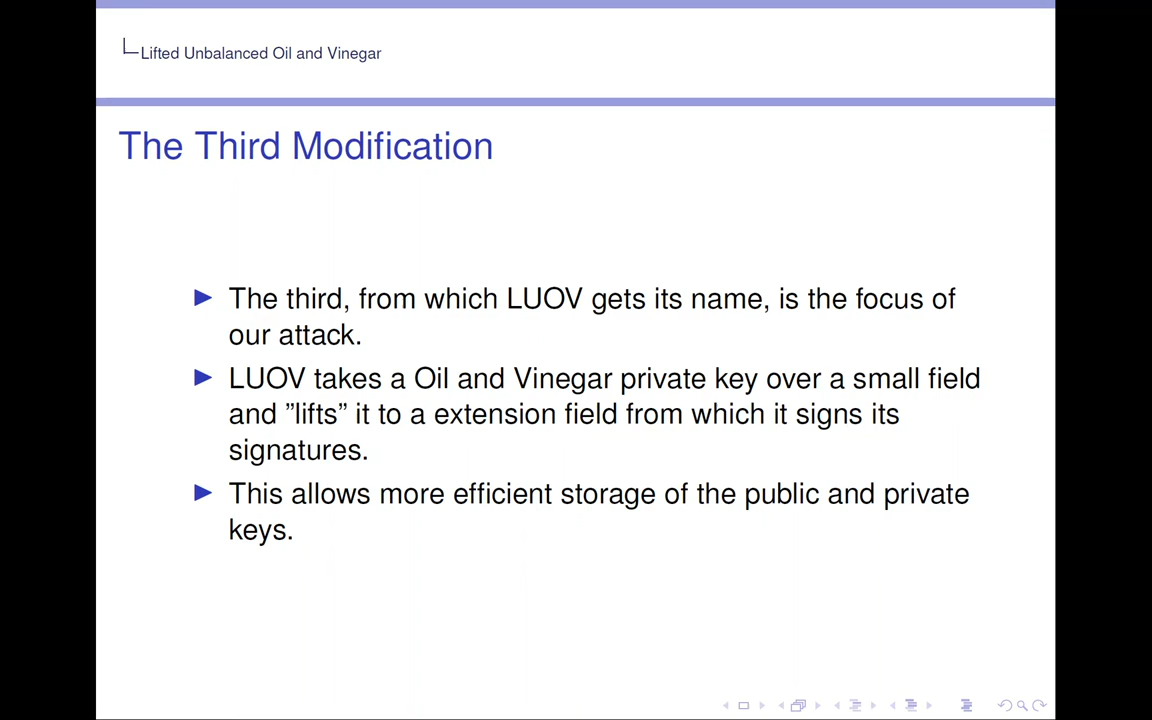 Lifted Unbalanced Oil and Vinegar
The Third Modification
The third, from which LUOV gets its name, is the focus of
our attack.
LUOV takes a Oil and Vinegar private key over a small field
and ”lifts” it to a extension field from which it signs its
signatures.
This allows more efficient storage of the public and private
keys.